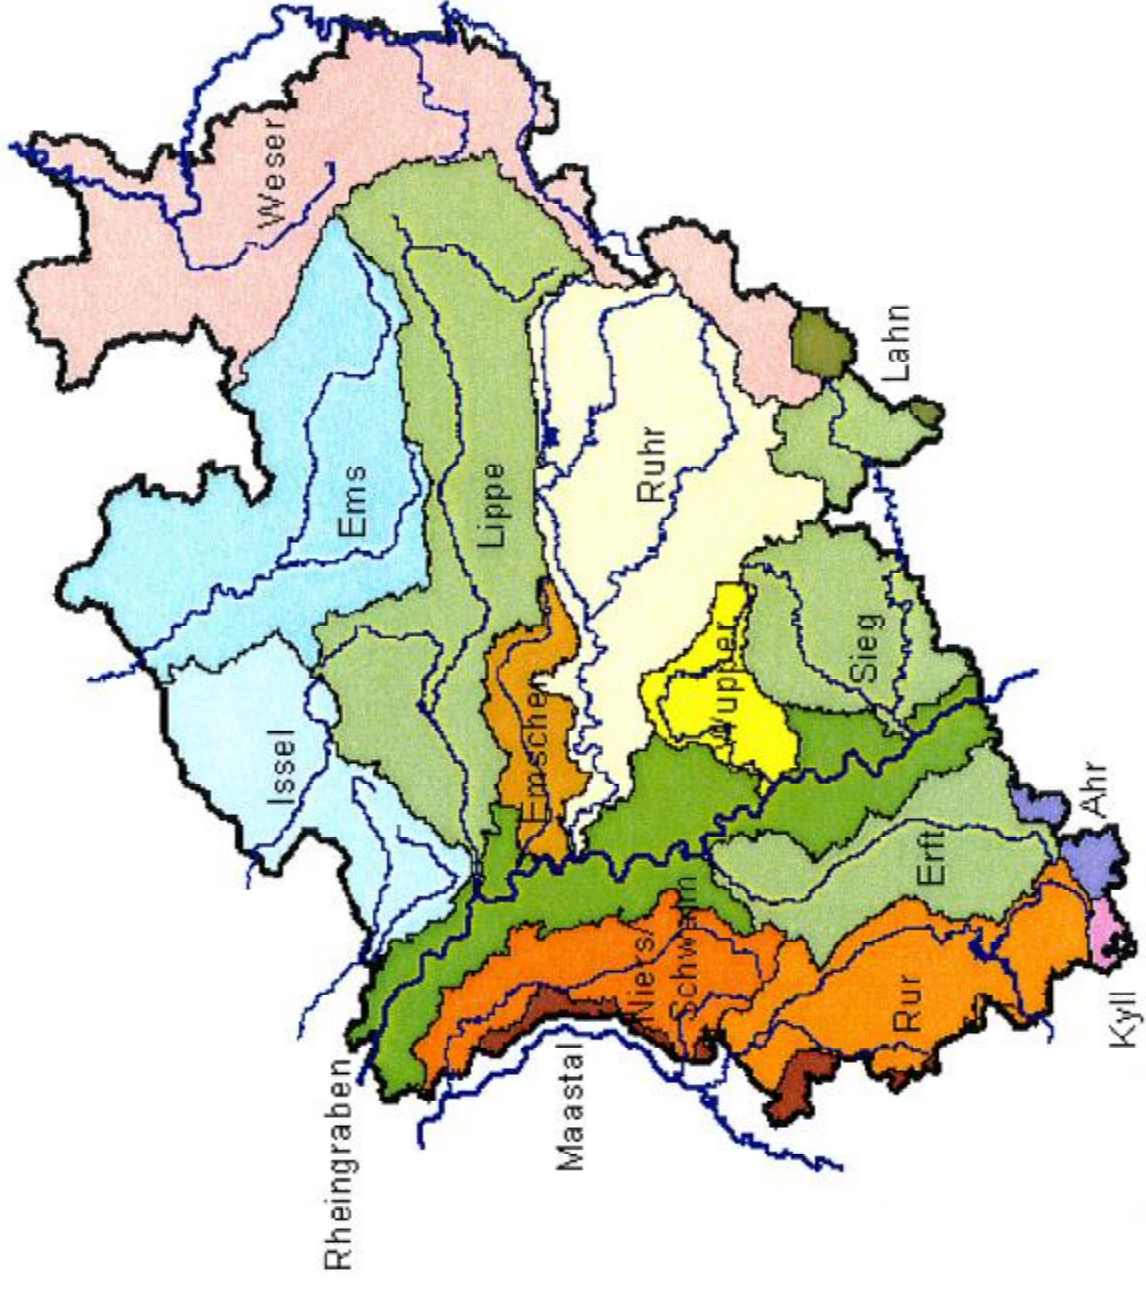 Weser
Ems
Issel
Lippe
Rheingraben
Emscher
Ruhr
Maastal
Niers/
Schwalm
Wupper
Sieg
Lahn
Erft
Rur
Ahr
Kyll